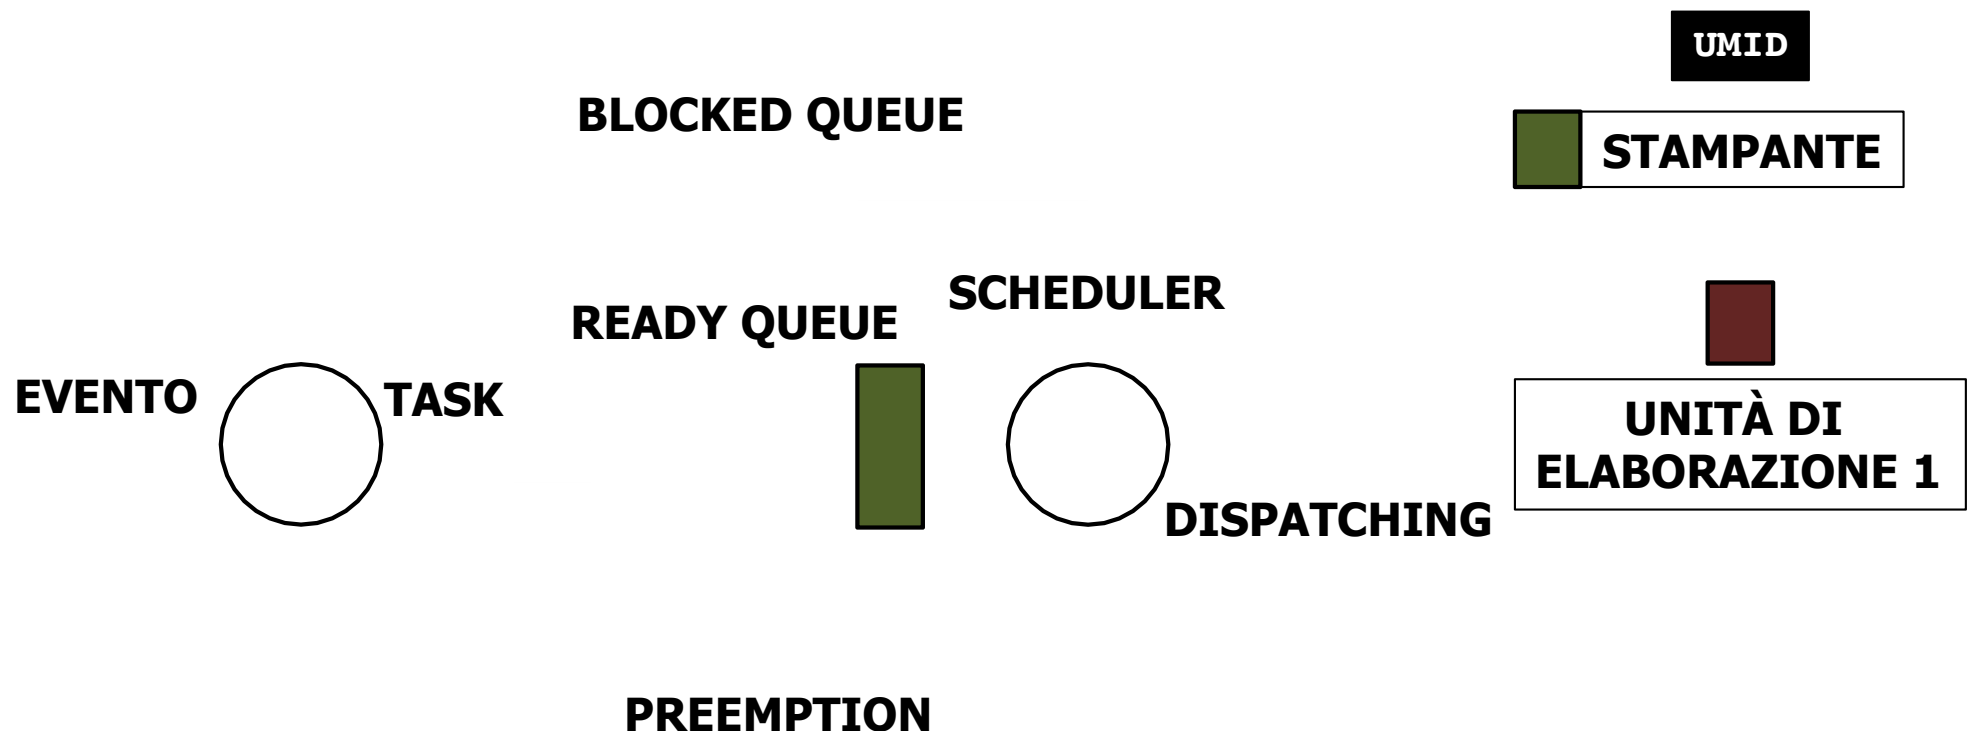 UMID
BLOCKED QUEUE
STAMPANTE
SCHEDULER
READY QUEUE
EVENTO
TASK
UNITÀ DI
ELABORAZIONE 1
DISPATCHING
PREEMPTION